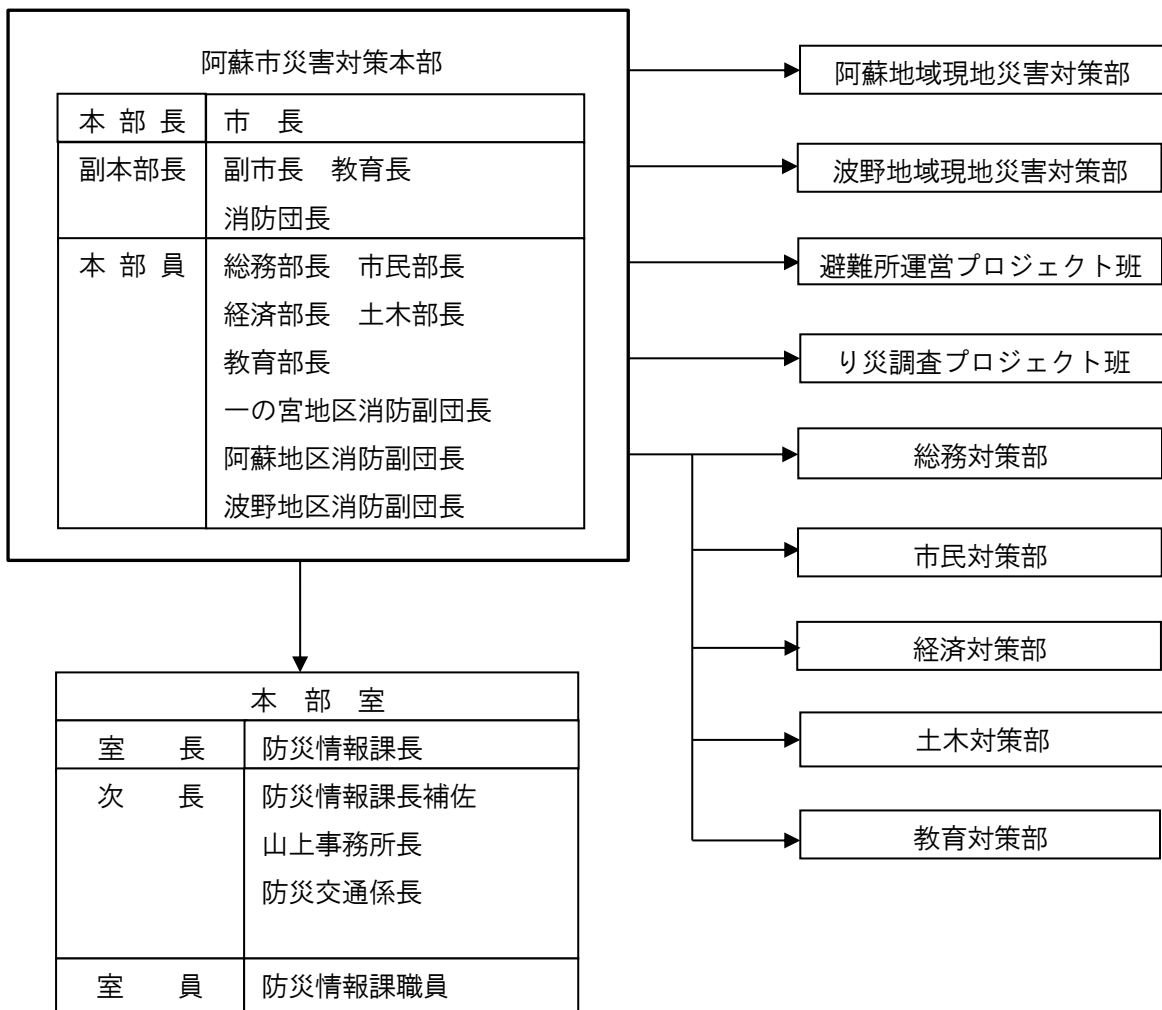 阿蘇市災害対策本部
本 部 長 市　長
副本部長 副市長　教育長
消防団長
本 部 員 総務部長　市民部長
経済部長　土木部長
教育部長
一の宮地区消防副団長
阿蘇地区消防副団長
波野地区消防副団長
阿蘇地域現地災害対策部
波野地域現地災害対策部
避難所運営プロジェクト班
り災調査プロジェクト班
総務対策部
市民対策部
経済対策部
土木対策部
教育対策部
本　部　室
室　　長 防災情報課長
次　　長 防災情報課長補佐
山上事務所長
防災交通係長
室　　員 防災情報課職員